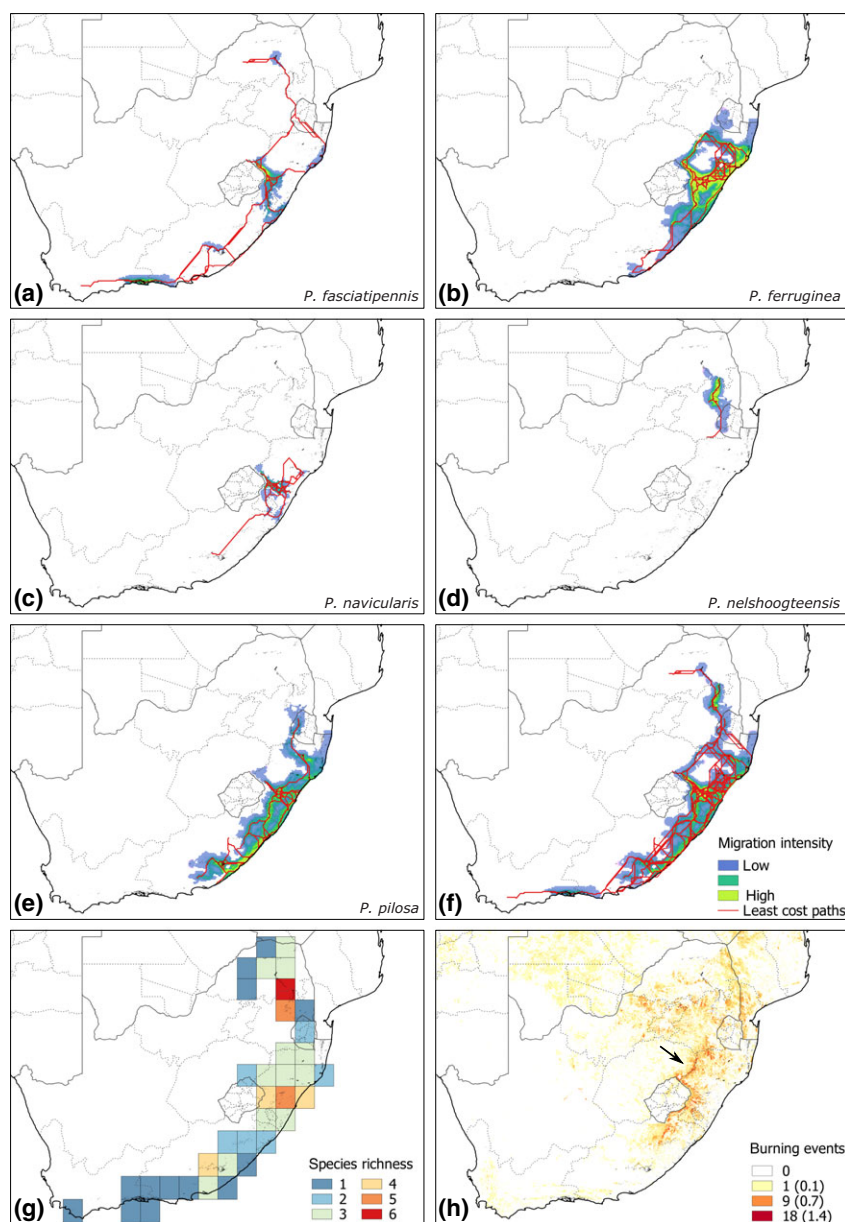 (a)
P. fasciatipennis
(b)
P. ferruginea
(c)
P. navicularis
(d)
P. nelshoogteensis
(e)
P. pilosa
(f)
Migration intensity
Low
High
Least cost paths
(g)
Species richness
1 4
2 5
3 6
(h)
Burning events
0
1 (0.1)
9 (0.7)
18 (1.4)